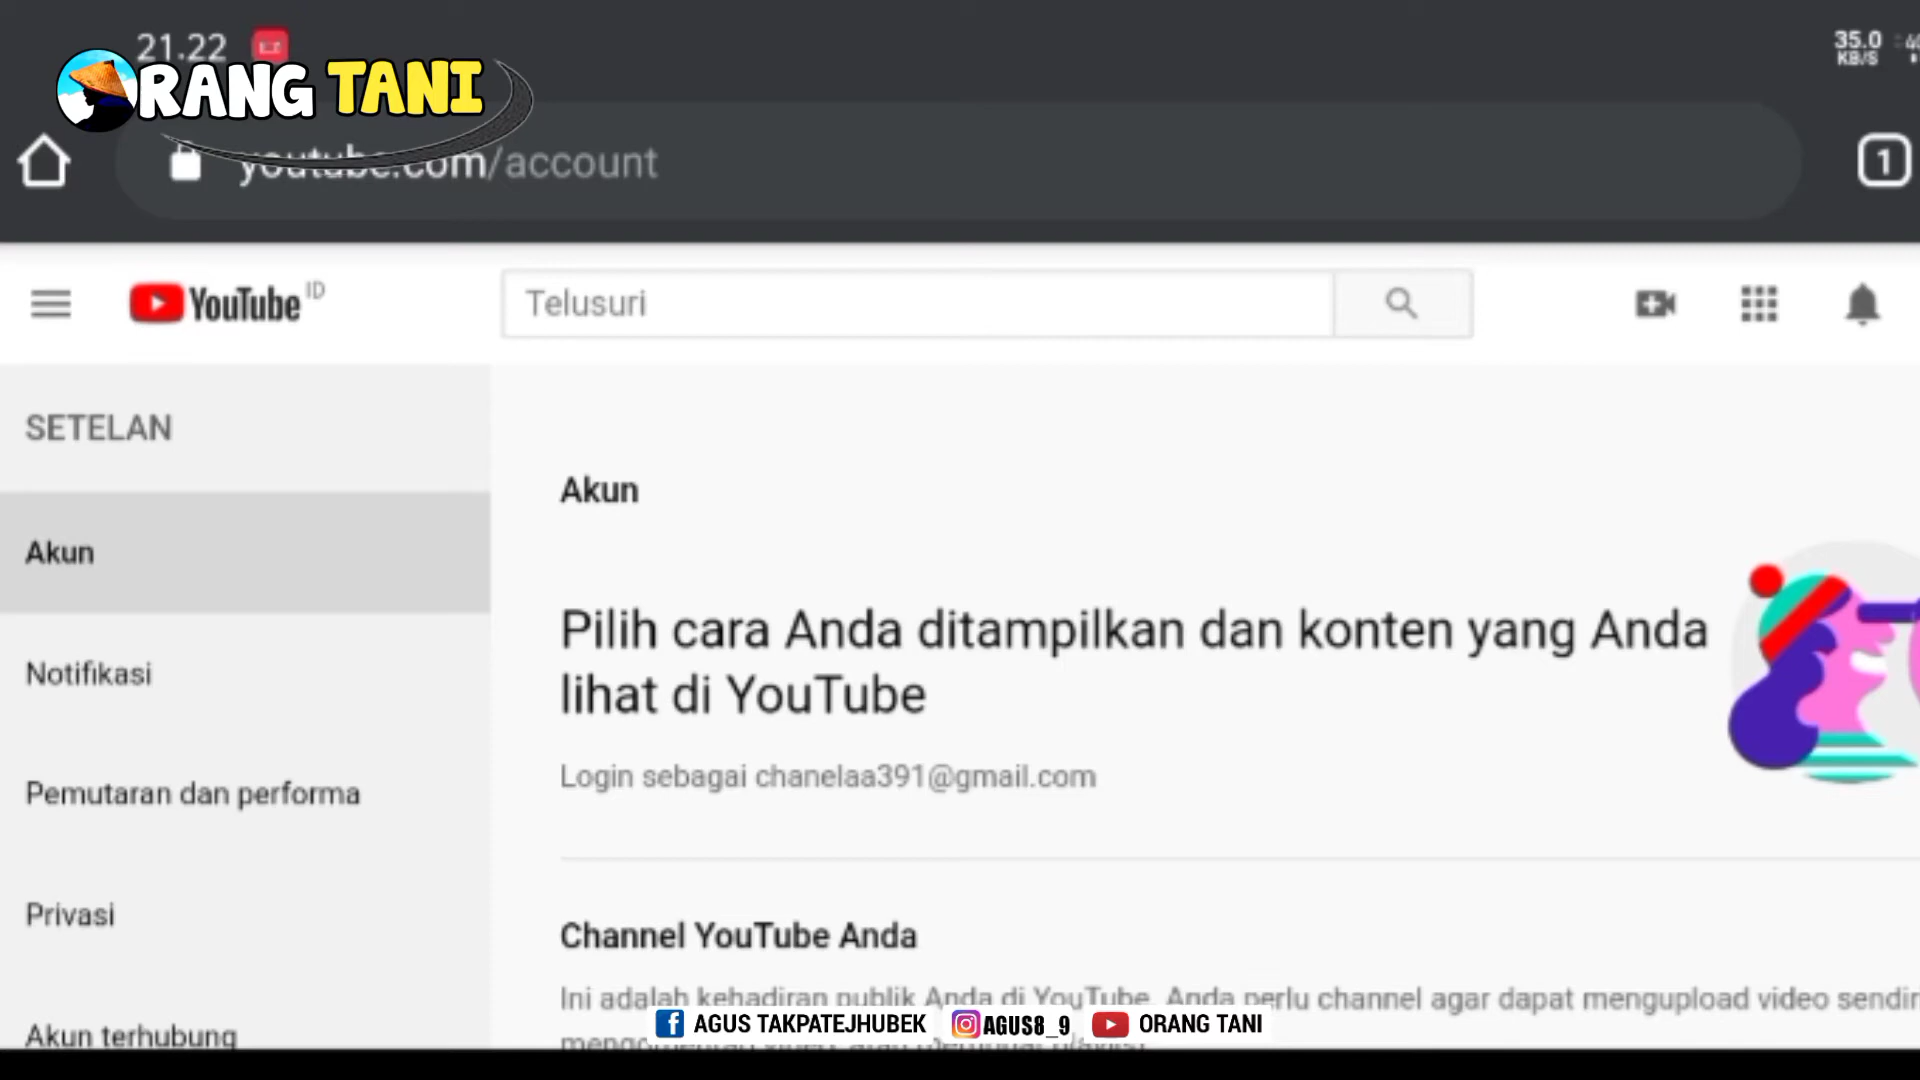 21.22
35.0
KB/S
ORANG TANI
youtube.com/account
1
YouTube ID
Telusuri
SETELAN
Akun
Notifikasi
Pemutaran dan performa
Privasi
Akun terhubung
Akun
Pilih cara Anda ditampilkan dan konten yang Anda
lihat di YouTube
Login sebagai chanelaa391@gmail.com
Channel YouTube Anda
Ini adalah kehadiran publik Anda di YouTube. Anda perlu channel agar dapat mengupload video
AGUS TAKPATEJHUBEK
AGUS8_9
ORANG TANI